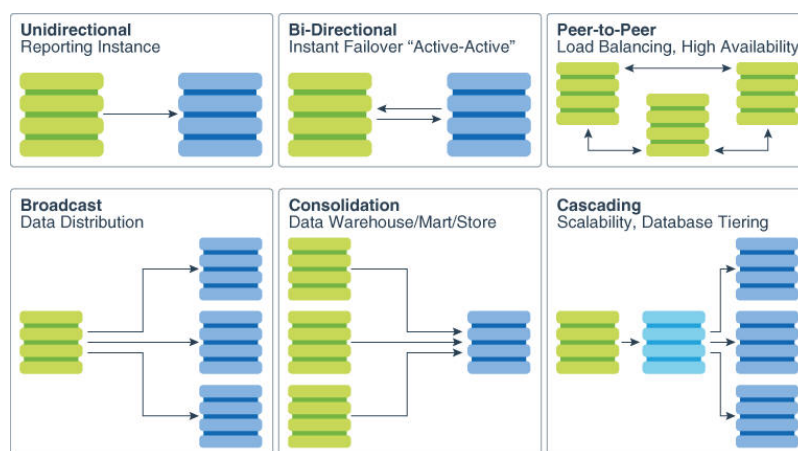 Unidirectional
Reporting Instance
Bi-Directional
Instant Failover “Active-Active”
Peer-to-Peer
Load Balancing, High Availability
Broadcast
Data Distribution
Consolidation
Data Warehouse/Mart/Store
Cascading
Scalability, Database Tiering